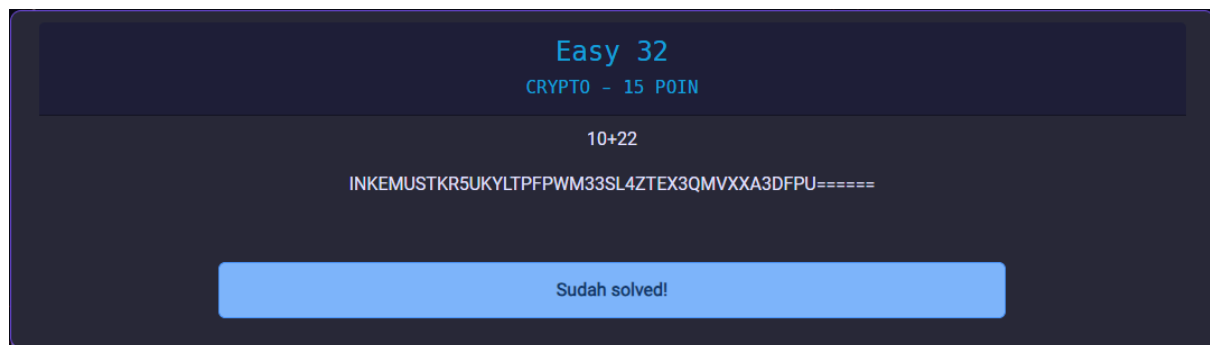 Easy 32
CRYPTO - 15 POIN
10+22
INKEMUSTKR5UKYLTPFPWM33SL4ZTEX3QMVXXA3DFPU======
Sudah solved!